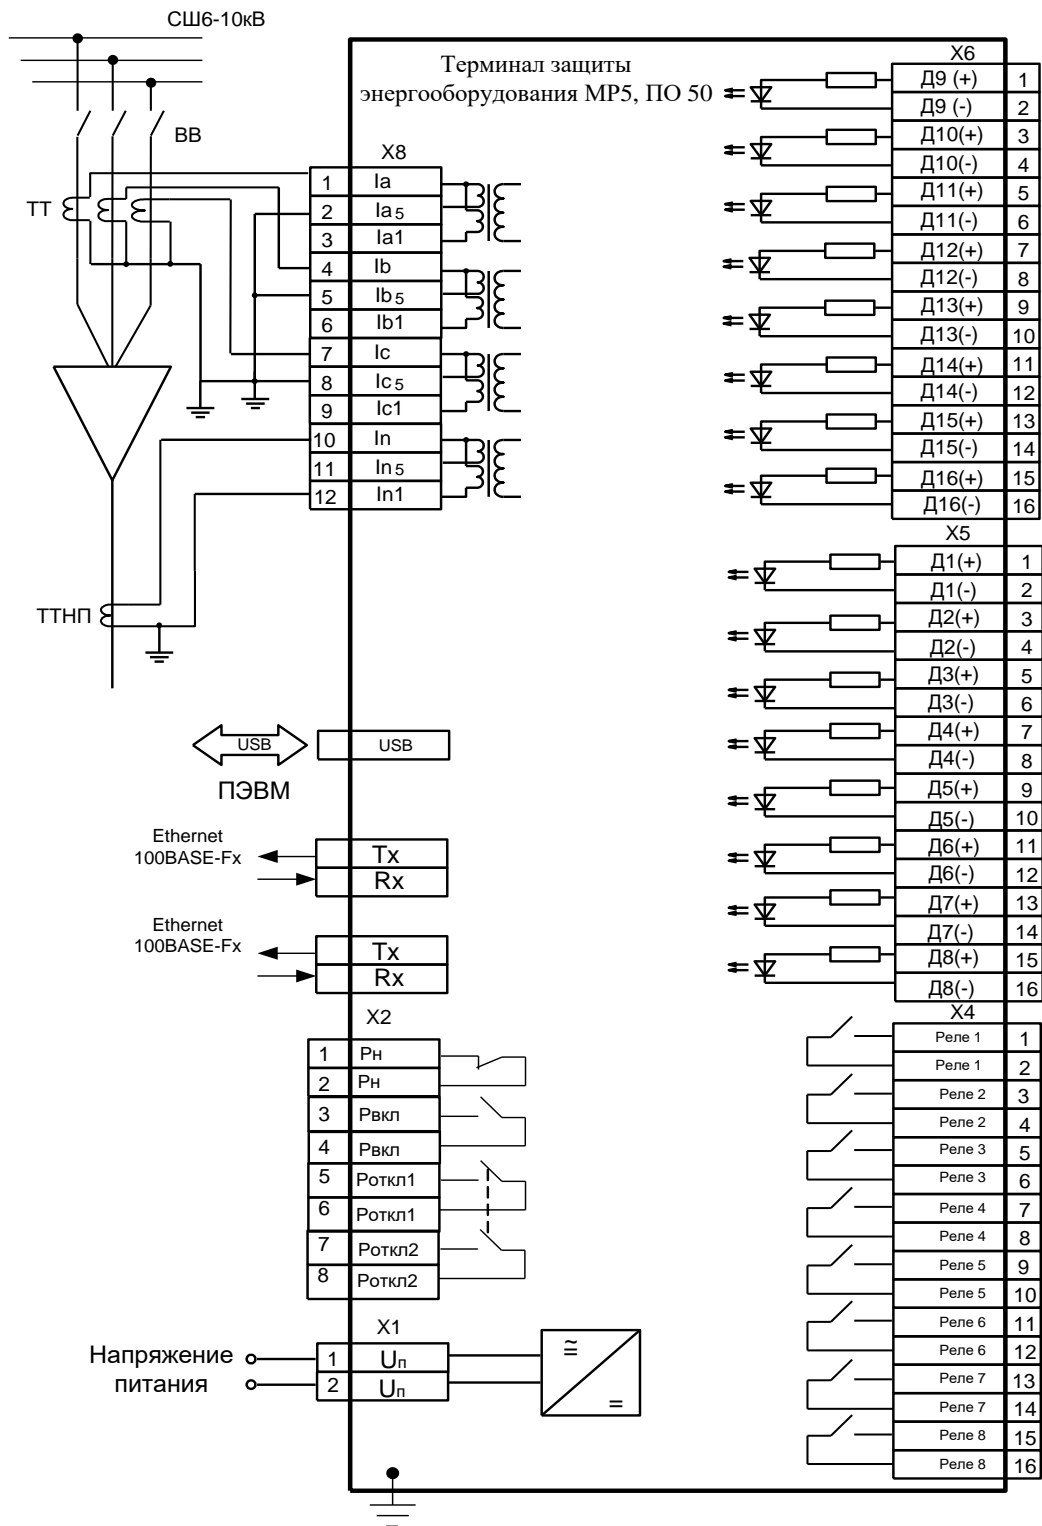 СШ6-10кВ
Терминал защиты
энергооборудования МР5, ПО 50
ВВ
ТТ
X8
1 Ia
2 Ia5
3 Ia1
4 Ib
5 Ib5
6 Ib1
7 Ic
8 Ic5
9 Ic1
10 In
11 In5
12 In1
ТТНП
USB
USB
ПЭВМ
Ethernet
100BASE-Fx
Tx
Rx
Ethernet
100BASE-Fx
Tx
Rx
X2
1 Рн
2 Рн
3 Рвкл
4 Рвкл
5 Роткл1
6 Роткл1
7 Роткл2
8 Роткл2
X1
Напряжение
питания
1 Uп
2 Uп
X6
Д9 (+) 1
Д9 (-) 2
Д10(+) 3
Д10(-) 4
Д11(+) 5
Д11(-) 6
Д12(+) 7
Д12(-) 8
Д13(+) 9
Д13(-) 10
Д14(+) 11
Д14(-) 12
Д15(+) 13
Д15(-) 14
Д16(+) 15
Д16(-) 16
X5
Д1(+) 1
Д1(-) 2
Д2(+) 3
Д2(-) 4
Д3(+) 5
Д3(-) 6
Д4(+) 7
Д4(-) 8
Д5(+) 9
Д5(-) 10
Д6(+) 11
Д6(-) 12
Д7(+) 13
Д7(-) 14
Д8(+) 15
Д8(-) 16
X4
Реле 1 1
Реле 1 2
Реле 2 3
Реле 2 4
Реле 3 5
Реле 3 6
Реле 4 7
Реле 4 8
Реле 5 9
Реле 5 10
Реле 6 11
Реле 6 12
Реле 7 13
Реле 7 14
Реле 8 15
Реле 8 16